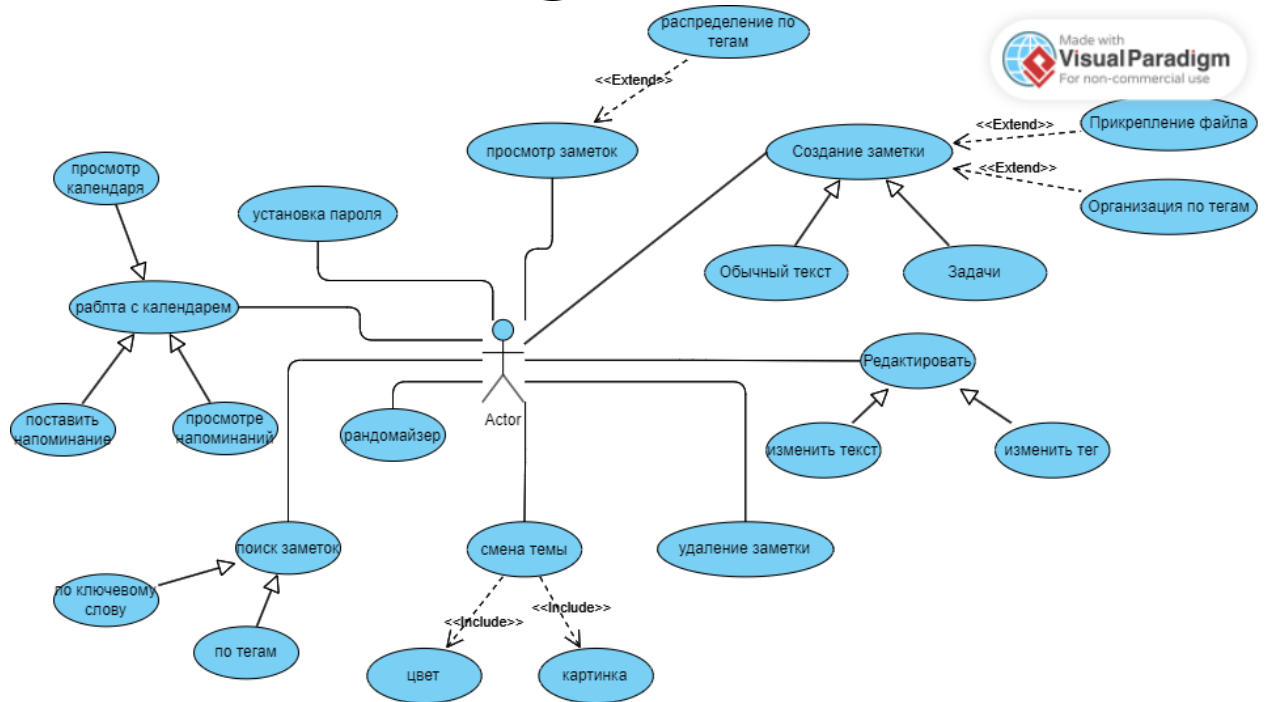 распределение по
тегам
Made with
Visual Paradigm
For non-commercial use
<<Extend>>
просмотр заметок
Создание заметки
<<Extend>>
Прикрепление файла
<<Extend>>
Организация по тегам
просмотр
календаря
установка пароля
Обычный текст
Задачи
раблта с календарем
Actor
Редактировать
поставить
напоминание
просмотре
напоминаний
рандомайзер
изменить текст
изменить тег
поиск заметок
смена темы
удаление заметки
по ключевому
слову
<<Include>>
<<Include>>
по тегам
цвет
картинка